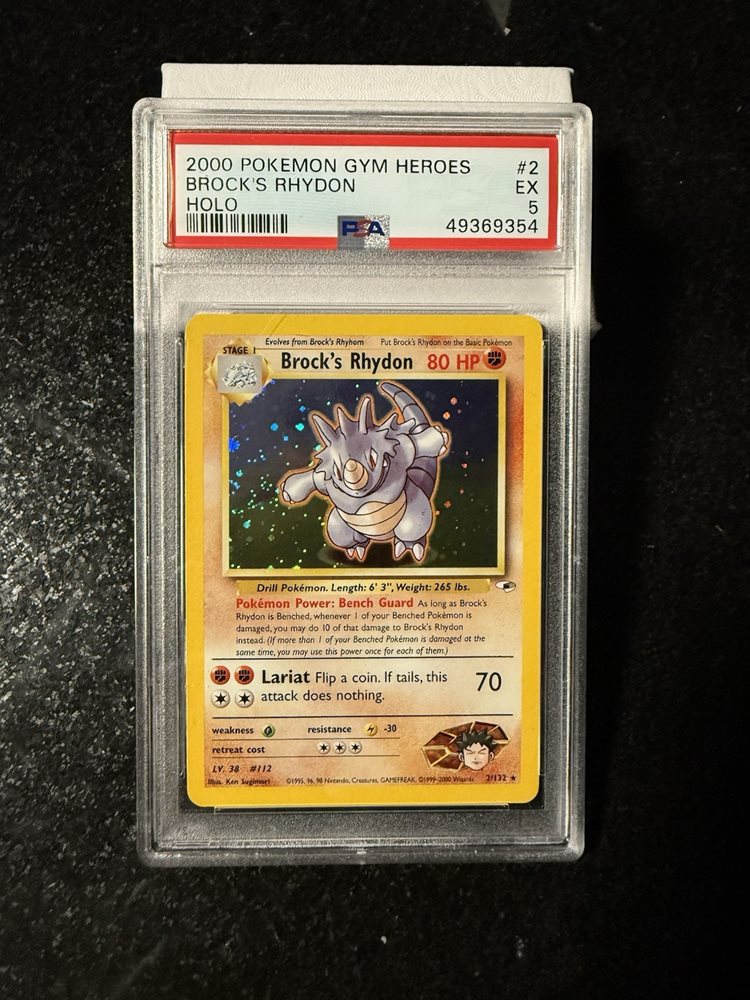 2000 POKEMON GYM HEROES #2
BROCK'S RHYDON EX
HOLO 5
PSA 49369354
Evolves from Brock's Rhyhorn Put Brock's Rhydon on the Basic Pokémon
STAGE 1
Brock's Rhydon 80 HP
Drill Pokémon. Length: 6' 3", Weight: 265 lbs.
Pokémon Power: Bench Guard As long as Brock's
Rhydon is Benched, whenever 1 of your Benched Pokémon is
damaged, you may do 10 of that damage to Brock's Rhydon
instead. (If more than 1 of your Benched Pokémon is damaged at the
same time, you may use this power once for each of them.)
Lariat Flip a coin. If tails, this 70
attack does nothing.
weakness resistance -30
retreat cost
LV. 38 #112
Illus. Ken Sugimori ©1995, 96, 98 Nintendo, Creatures, GAMEFREAK. ©1999-2000 Wizards. 2/132 ★